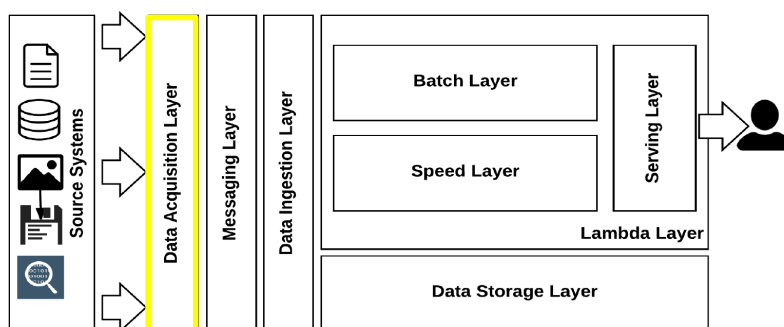 Source Systems
Data Acquisition Layer
Messaging Layer
Data Ingestion Layer
Batch Layer
Speed Layer
Serving Layer
Lambda Layer
Data Storage Layer